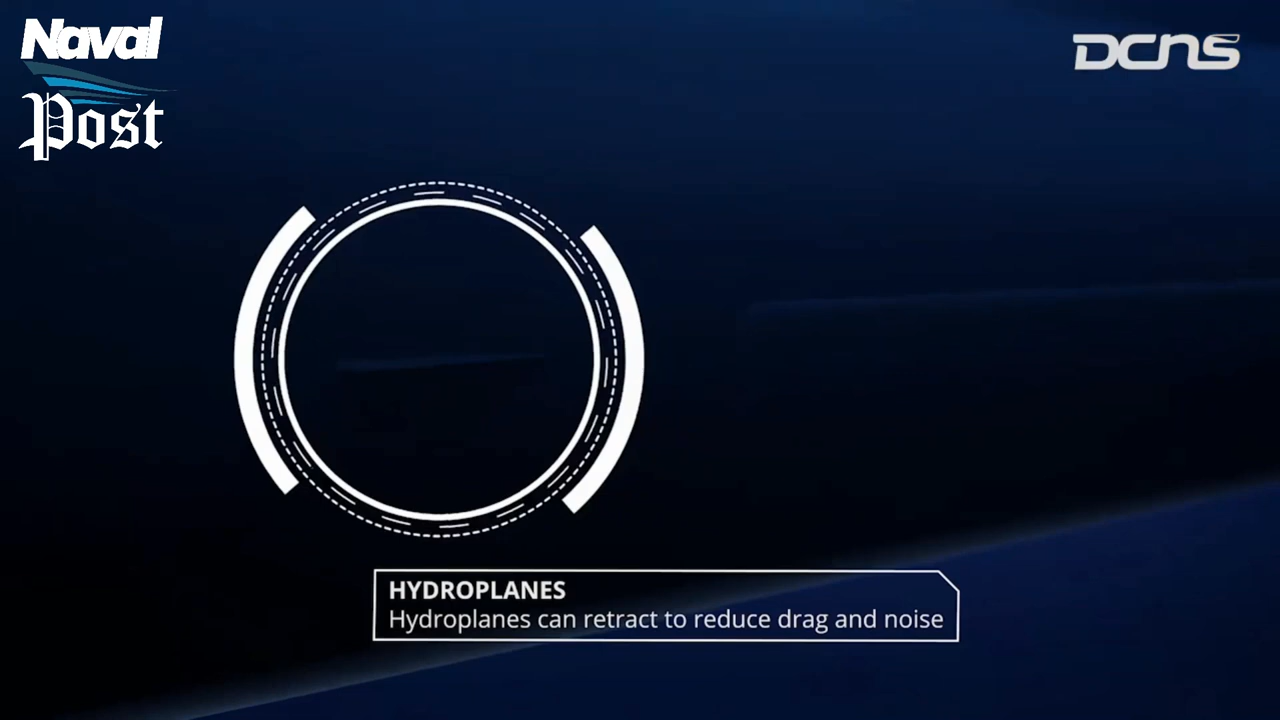 Naval
Post
DCNS
HYDROPLANES
Hydroplanes can retract to reduce drag and noise